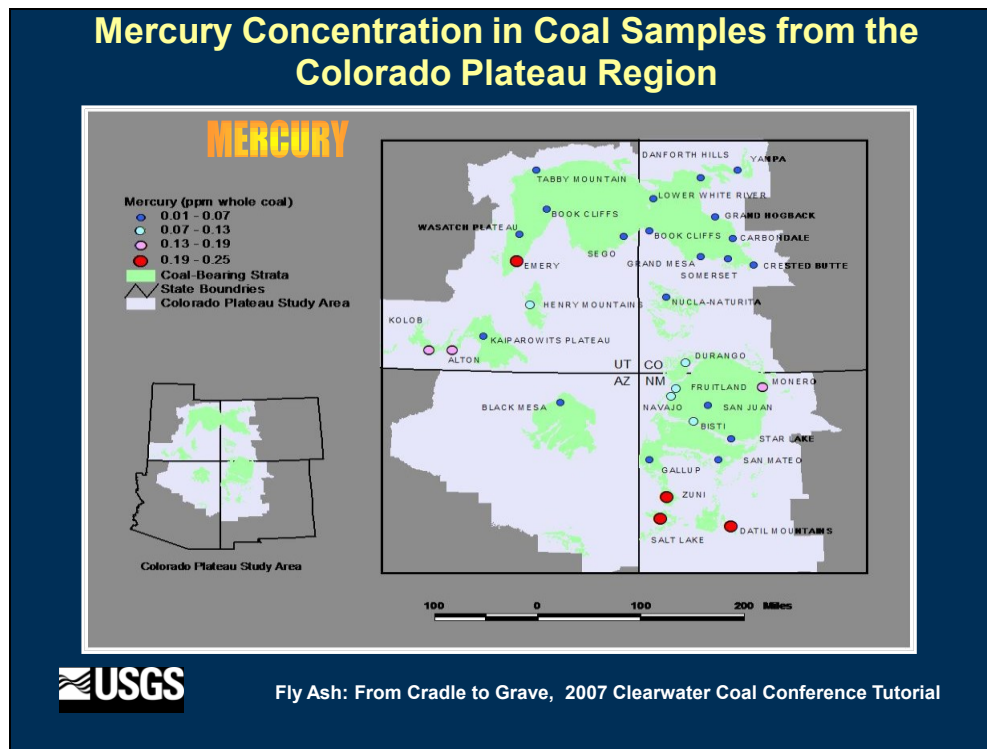 Mercury Concentration in Coal Samples from the
Colorado Plateau Region
MERCURY
Mercury (ppm whole coal)
0.01 - 0.07
0.07 - 0.13
0.13 - 0.19
0.19 - 0.25
Coal-Bearing Strata
State Boundries
Colorado Plateau Study Area
DANFORTH HILLS
YAMPA
TABBY MOUNTAIN
LOWER WHITE RIVER
BOOK CLIFFS
GRAND HOGBACK
WASATCH PLATEAU
BOOK CLIFFS
CARBONDALE
SEGO
EMERY
GRAND MESA
CRESTED BUTTE
SOMERSET
HENRY MOUNTAINS
NUCLA-NATURITA
KOLOB
KAIPAROWITS PLATEAU
ALTON
DURANGO
UT CO
AZ NM
MONERO
FRUITLAND
BLACK MESA
NAVAJO
SAN JUAN
BISTI
STAR LAKE
SAN MATEO
GALLUP
ZUNI
DATIL MOUNTAINS
SALT LAKE
Colorado Plateau Study Area
100 0 100 200 Miles
USGS
Fly Ash: From Cradle to Grave, 2007 Clearwater Coal Conference Tutorial